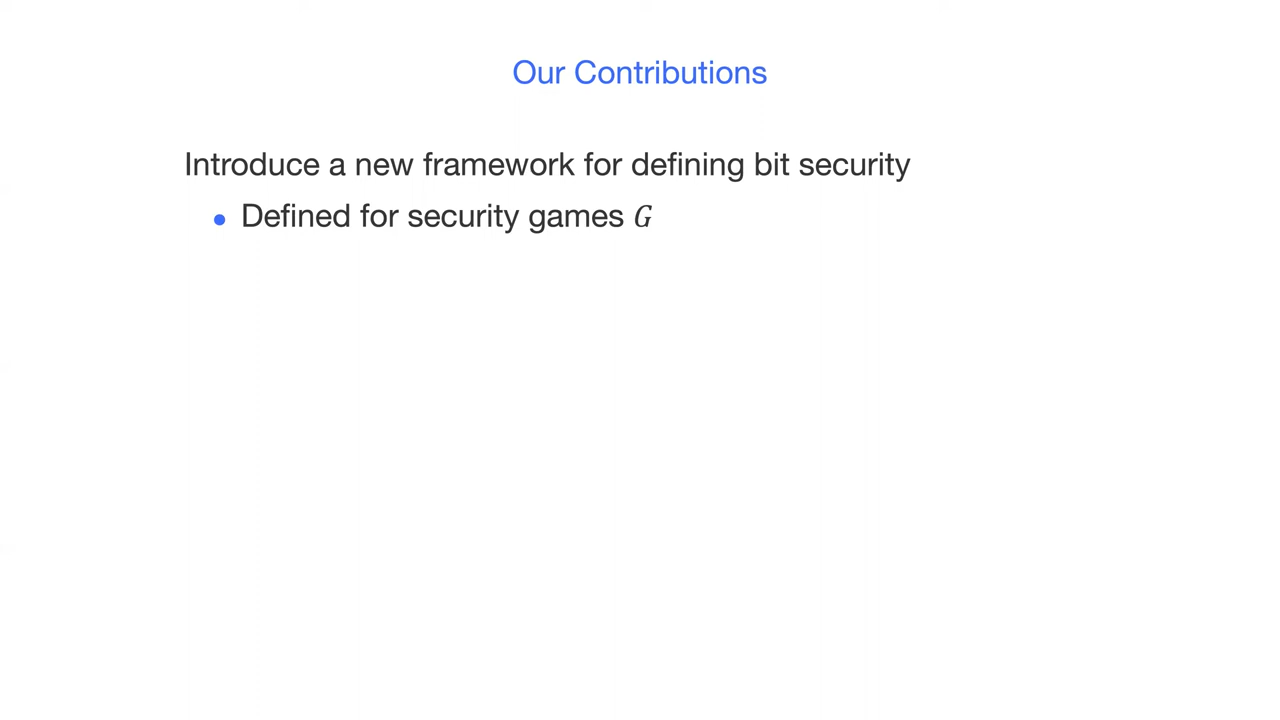 Our Contributions
Introduce a new framework for defining bit security
• Defined for security games G